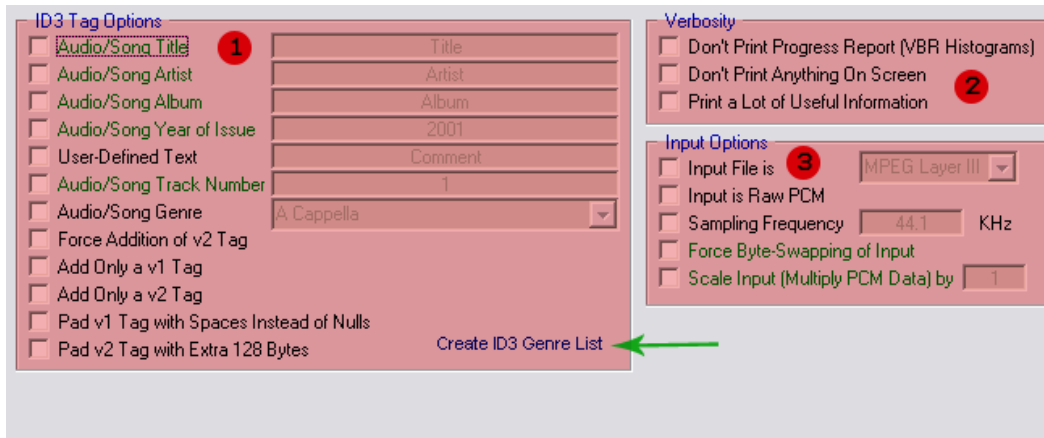 ID3 Tag Options
Audio/Song Title
1
Title
Audio/Song Artist
Artist
Audio/Song Album
Album
Audio/Song Year of Issue
2001
User-Defined Text
Comment
Audio/Song Track Number
1
Audio/Song Genre
A Cappella
Force Addition of v2 Tag
Add Only a v1 Tag
Add Only a v2 Tag
Pad v1 Tag with Spaces Instead of Nulls
Pad v2 Tag with Extra 128 Bytes
Create ID3 Genre List
Verbosity
Don't Print Progress Report (VBR Histograms)
Don't Print Anything On Screen
2
Print a Lot of Useful Information
Input Options
Input File is
3
MPEG Layer III
Input is Raw PCM
Sampling Frequency
44.1
KHz
Force Byte-Swapping of Input
Scale Input (Multiply PCM Data) by
1